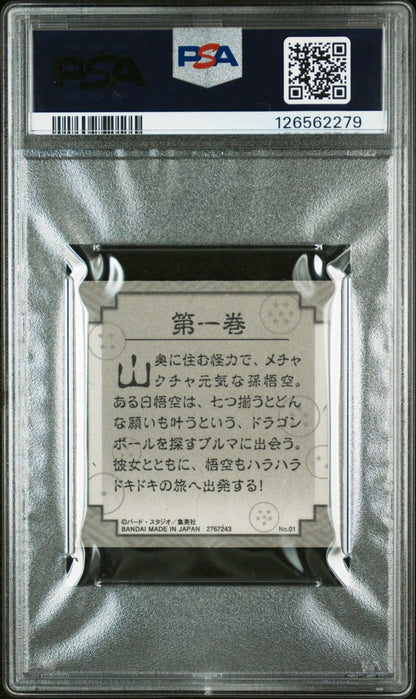 PSA
PSA
126562279
第一巻
山奥に住む怪力で、メチャ
クチャ元気な孫悟空。
ある日悟空は、七つ揃うとどん
な願いも叶うという、ドラゴン
ボールを探すブルマに出会う。
彼女とともに、悟空もハラハラ
ドキドキの旅へ出発する!
©バード・スタジオ/集英社
BANDAI MADE IN JAPAN 2767243 No.01